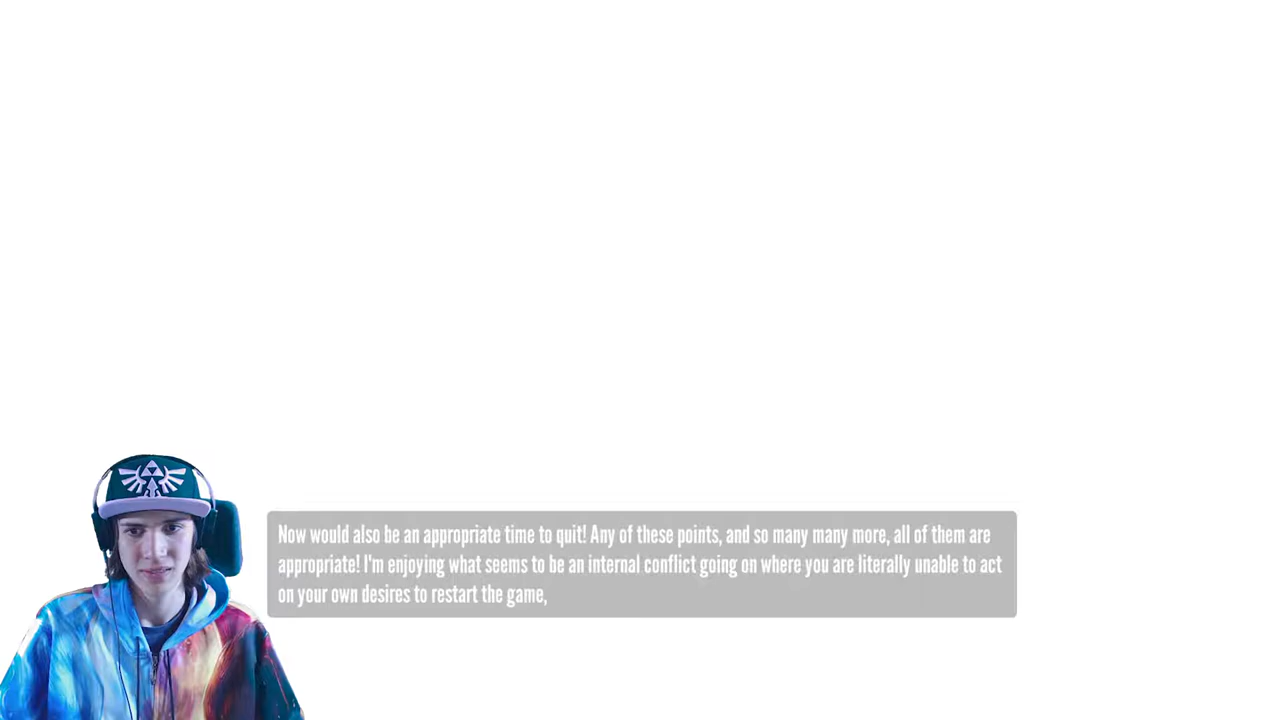 Now would also be an appropriate time to quit! Any of these points, and so many many more, all of them are
appropriate! I'm enjoying what seems to be an internal conflict going on where you are literally unable to act
on your own desires to restart the game,